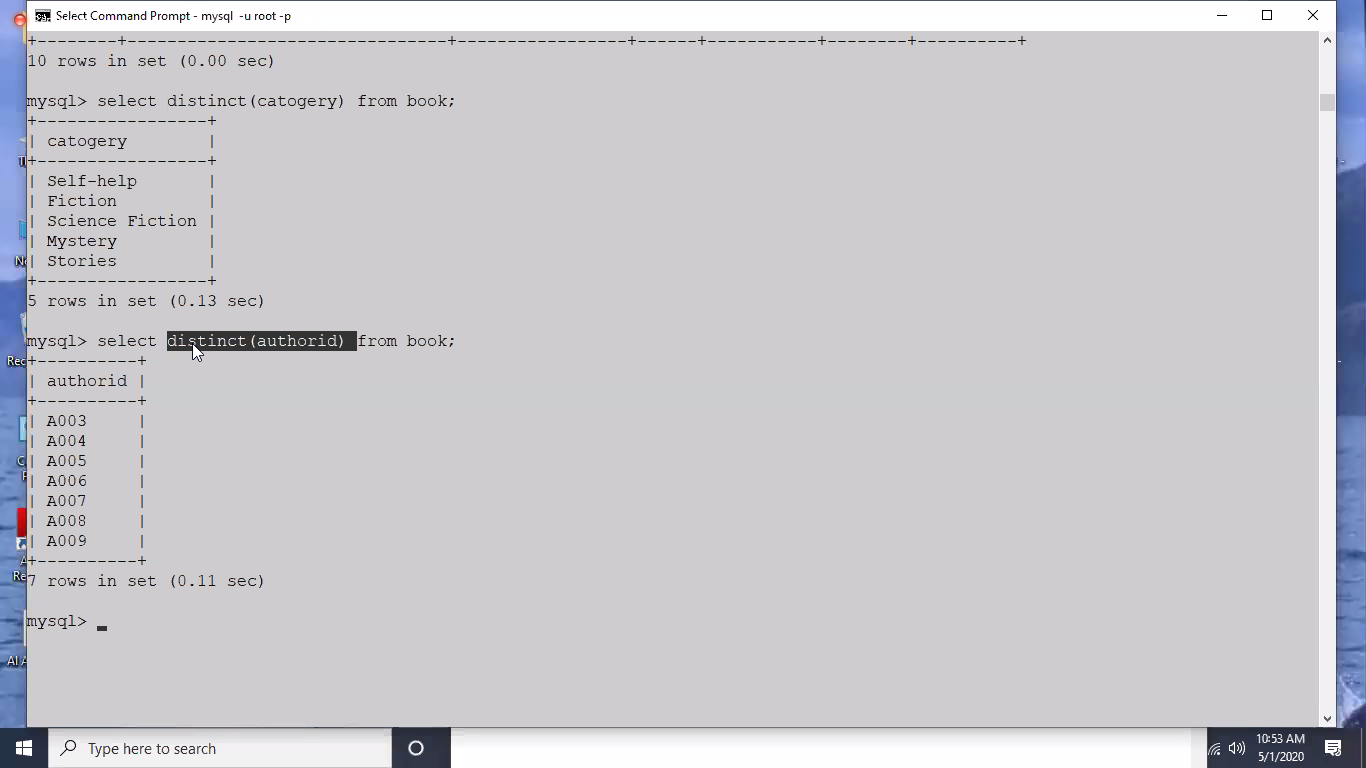 Select Command Prompt - mysql  -u root -p
+--------+--------------------------------+-----------------+------+-----------+--------+----------+
10 rows in set (0.00 sec)
mysql> select distinct(catogery) from book;
+-----------------+
| catogery        |
+-----------------+
| Self-help       |
| Fiction         |
| Science Fiction |
| Mystery         |
| Stories         |
+-----------------+
5 rows in set (0.13 sec)
mysql> select distinct(authorid) from book;
+----------+
| authorid |
+----------+
| A003     |
| A004     |
| A005     |
| A006     |
| A007     |
| A008     |
| A009     |
+----------+
7 rows in set (0.11 sec)
mysql>
Type here to search
10:53 AM
5/1/2020